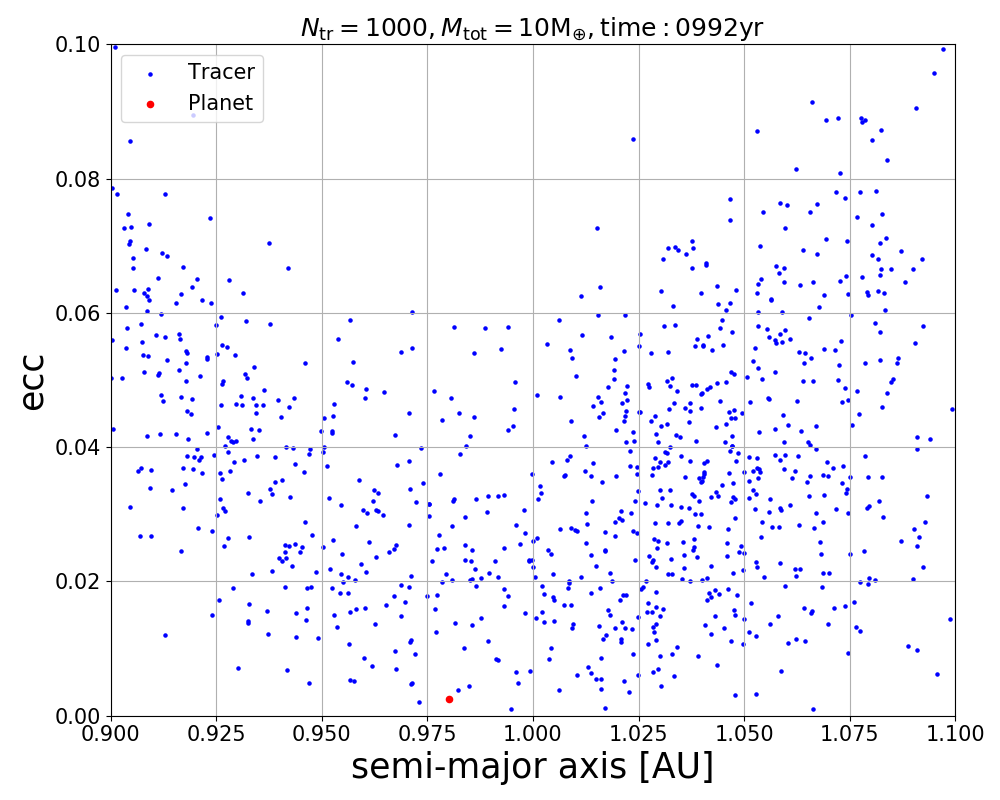 N_tr = 1000, M_tot = 10M_⊕, time : 0992yr
Tracer
Planet
0.10
0.08
0.06
0.04
0.02
0.00
ecc
0.900 0.925 0.950 0.975 1.000 1.025 1.050 1.075 1.100
semi-major axis [AU]